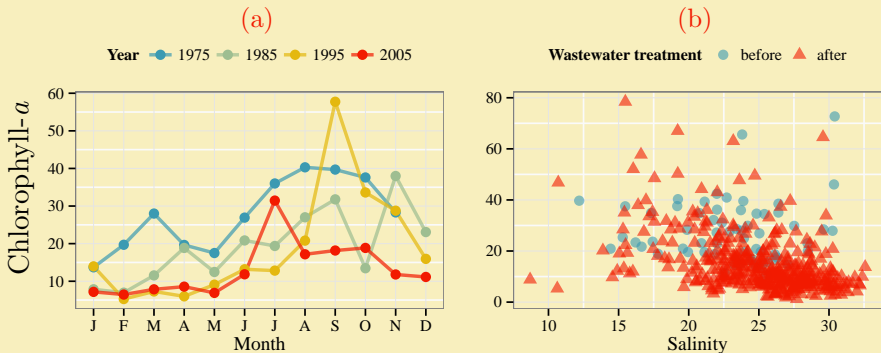 (a)
(b)
Year 1975 1985 1995 2005
Wastewater treatment before after
Chlorophyll-a
60
50
40
30
20
10
J F M A M J J A S O N D
Month
80
60
40
20
0
10 15 20 25 30
Salinity